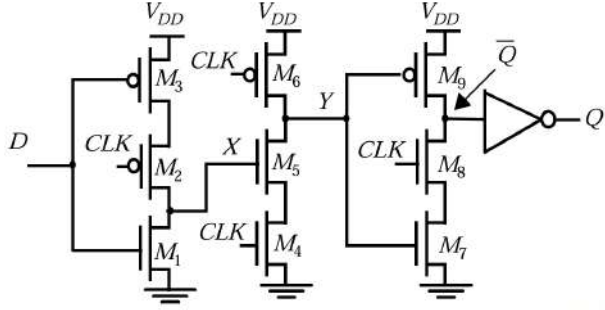 V_DD V_DD V_DD
CLK M_6 M_9 Q̅
M_3
Y
D CLK X Q
M_2 M_5 CLK M_8
M_1 CLK M_4 M_7